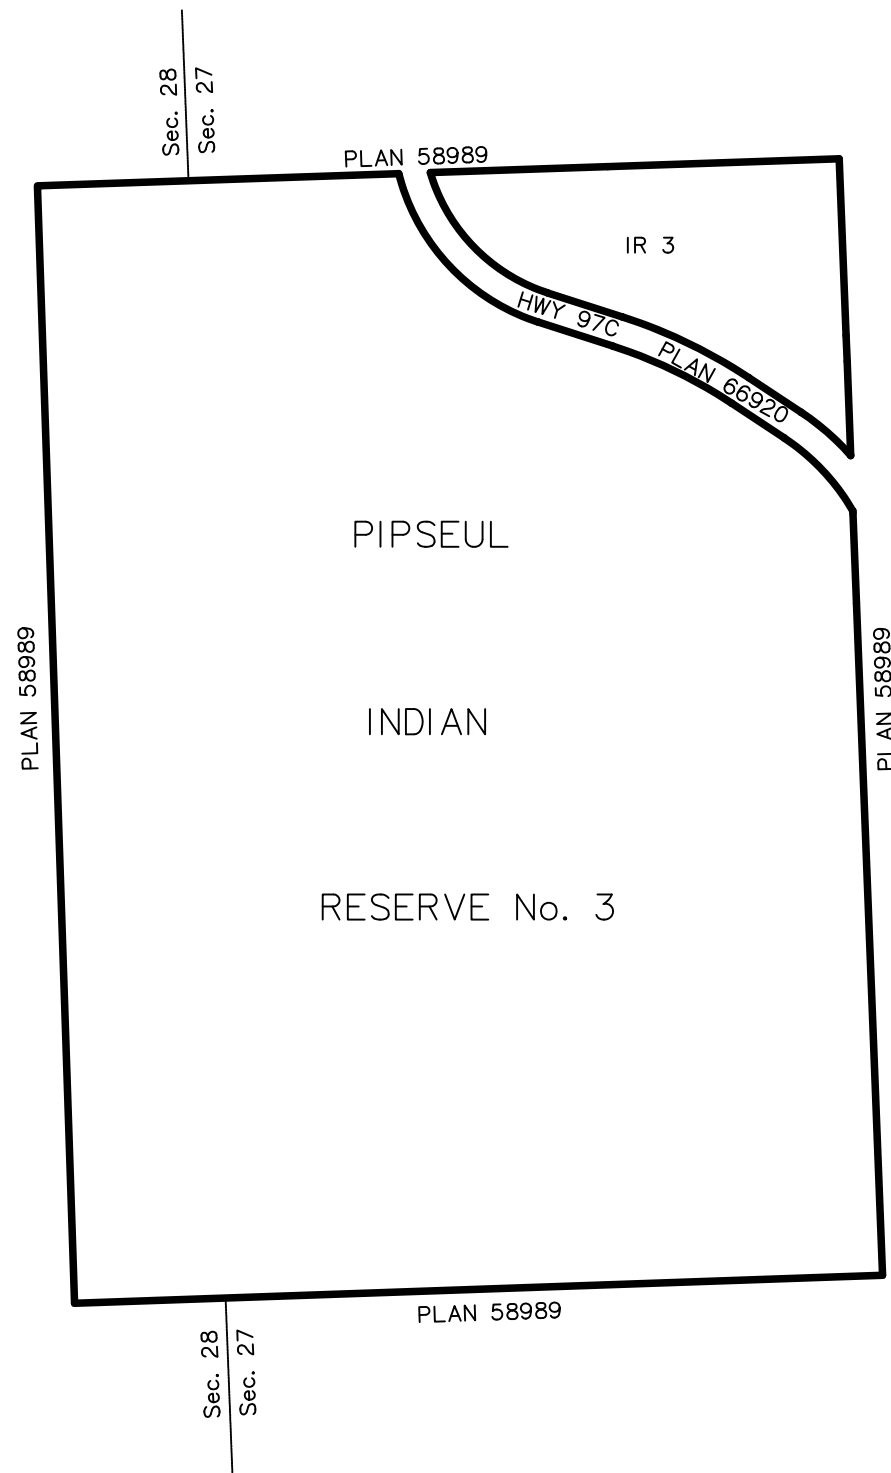 Sec. 28
Sec. 27
PLAN 58989
IR 3
HWY 97C
PLAN 66920
PIPSEUL
PLAN 58989
PLAN 58989
INDIAN
RESERVE No. 3
PLAN 58989
Sec. 28
Sec. 27